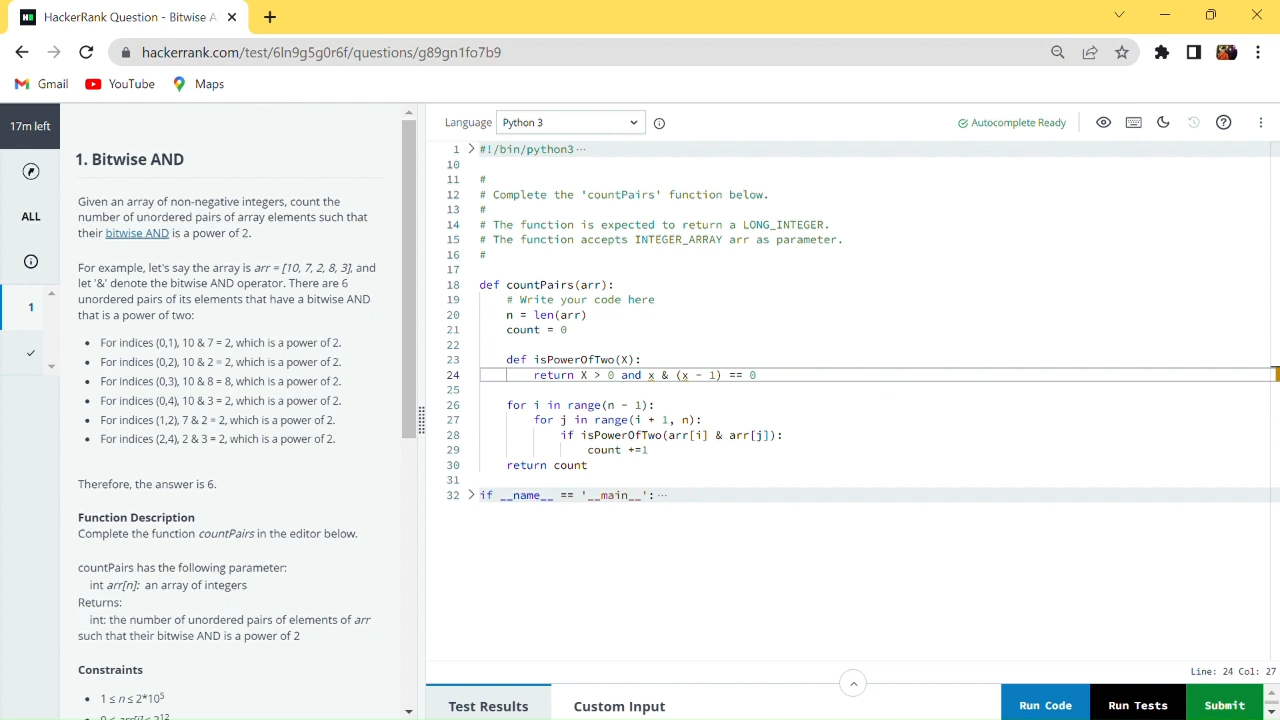 HackerRank Question - Bitwise A
hackerrank.com/test/6ln9g5g0r6f/questions/g89gn1fo7b9
Gmail YouTube Maps
17m left
ALL
1
1. Bitwise AND
Given an array of non-negative integers, count the
number of unordered pairs of array elements such that
their bitwise AND is a power of 2.
For example, let's say the array is arr = [10, 7, 2, 8, 3], and
let '&' denote the bitwise AND operator. There are 6
unordered pairs of its elements that have a bitwise AND
that is a power of two:
• For indices (0,1), 10 & 7 = 2, which is a power of 2.
• For indices (0,2), 10 & 2 = 2, which is a power of 2.
• For indices (0,3), 10 & 8 = 8, which is a power of 2.
• For indices (0,4), 10 & 3 = 2, which is a power of 2.
• For indices (1,2), 7 & 2 = 2, which is a power of 2.
• For indices (2,4), 2 & 3 = 2, which is a power of 2.
Therefore, the answer is 6.
Function Description
Complete the function countPairs in the editor below.
countPairs has the following parameter:
int arr[n]: an array of integers
Returns:
int: the number of unordered pairs of elements of arr
such that their bitwise AND is a power of 2
Constraints
• 1 ≤ n ≤ 2*10⁵
Language Python 3 Autocomplete Ready
1 #!/bin/python3 ···
10
11 #
12 # Complete the 'countPairs' function below.
13 #
14 # The function is expected to return a LONG_INTEGER.
15 # The function accepts INTEGER_ARRAY arr as parameter.
16 #
17
18 def countPairs(arr):
19 # Write your code here
20 n = len(arr)
21 count = 0
22
23 def isPowerOfTwo(X):
24 return X > 0 and x & (x - 1) == 0
25
26 for i in range(n - 1):
27 for j in range(i + 1, n):
28 if isPowerOfTwo(arr[i] & arr[j]):
29 count +=1
30 return count
31
32 if __name__ == '__main__': ···
Line: 24 Col: 27
Test Results Custom Input Run Code Run Tests Submit